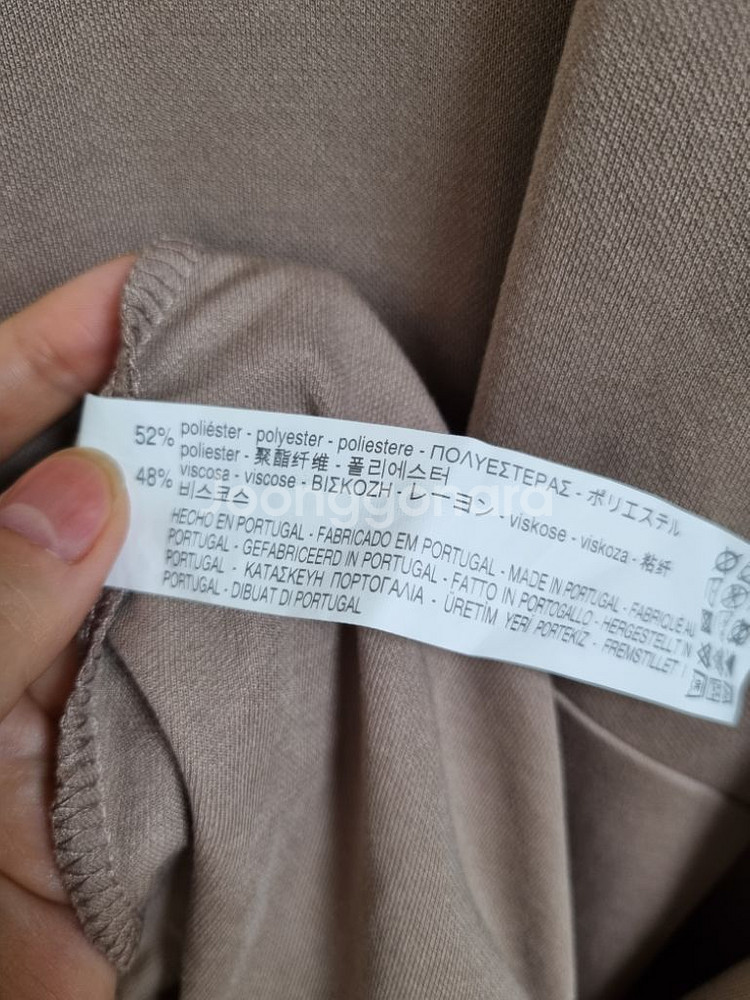 52% poliéster - polyester - poliestere - ΠΟΛΥΕΣΤΕΡΑΣ - ポリエステル
poliester - 聚酯纤维 - 폴리에스터
48% viscosa - viscose - ΒΙΣΚΟΖΗ - レーヨン - viskose - viskoza - 粘纤
비스코스
HECHO EN PORTUGAL - FABRICADO EM PORTUGAL - MADE IN PORTUGAL - FABRIQUÉ AU
PORTUGAL - GEFABRICEERD IN PORTUGAL - FATTO IN PORTOGALLO - HERGESTELLT IN
PORTUGAL - ΚΑΤΑΣΚΕΥΗ ΠΟΡΤΟΓΑΛΙΑ - ÜRETİM YERİ PORTEKIZ - FREMSTILLET I
PORTUGAL - DIBUAT DI PORTUGAL
Joonggonara